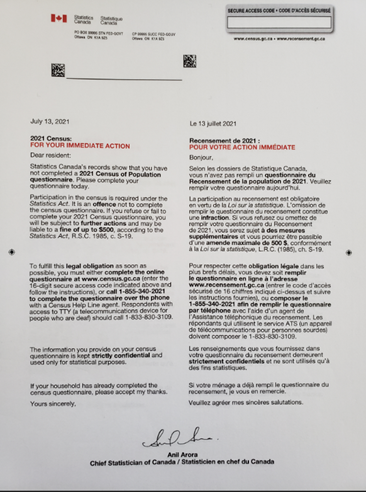 Statistics Canada
Statistique Canada
SECURE ACCESS CODE • CODE D'ACCÈS SÉCURISÉ
www.census.gc.ca • www.recensement.gc.ca
July 13, 2021
2021 Census:
FOR YOUR IMMEDIATE ACTION
Dear resident:
Statistics Canada's records show that you have
not completed a 2021 Census of Population
questionnaire. Please complete your
questionnaire today.
Participation in the census is required under the
Statistics Act. It is an offence not to complete
the census questionnaire. If you refuse or fail to
complete your 2021 Census questionnaire, you
will be subject to further actions and may be
liable to a fine of up to $500, according to the
Statistics Act, R.S.C. 1985, c. S-19.
To fulfill this legal obligation as soon as
possible, you must either complete the online
questionnaire at www.census.gc.ca (enter the
16-digit secure access code indicated above and
follow the instructions), or call 1-855-340-2021
to complete the questionnaire over the phone
with a Census Help Line agent. Respondents with
access to TTY (a telecommunications device for
people who are deaf) should call 1-833-830-3109.
The information you provide on your census
questionnaire is kept strictly confidential and
used only for statistical purposes.
If your household has already completed the
census questionnaire, please accept my thanks.
Yours sincerely,
Le 13 juillet 2021
Recensement de 2021 :
POUR VOTRE ACTION IMMÉDIATE
Bonjour,
Selon les dossiers de Statistique Canada,
vous n'avez pas rempli un questionnaire du
Recensement de la population de 2021. Veuillez
remplir votre questionnaire aujourd'hui.
La participation au recensement est obligatoire
en vertu de la Loi sur la statistique. L'omission de
remplir le questionnaire du recensement constitue
une infraction. Si vous refusez ou omettez de
remplir votre questionnaire du Recensement
de 2021, vous serez sujet à des mesures
supplémentaires et vous pourriez être passible
d'une amende maximale de 500 $, conformément
à la Loi sur la statistique, L.R.C. (1985), ch. S-19.
Pour respecter cette obligation légale dans les
plus brefs délais, vous devez soit remplir
le questionnaire en ligne à l'adresse
www.recensement.gc.ca (entrer le code d'accès
sécurisé de 16 chiffres indiqué ci-dessus et suivre
les instructions fournies), ou composer le
1-855-340-2021 afin de remplir le questionnaire
par téléphone avec l'aide d'un agent de
l'Assistance téléphonique du recensement. Les
répondants qui utilisent le service ATS (un appareil
de télécommunications pour personnes sourdes)
doivent composer le 1-833-830-3109.
Les renseignements que vous fournissez dans
votre questionnaire du recensement demeurent
strictement confidentiels et ne sont utilisés qu'à
des fins statistiques.
Si votre ménage a déjà rempli le questionnaire du
recensement, je vous en remercie.
Veuillez agréer mes sincères salutations.
Anil Arora
Chief Statistician of Canada / Statisticien en chef du Canada